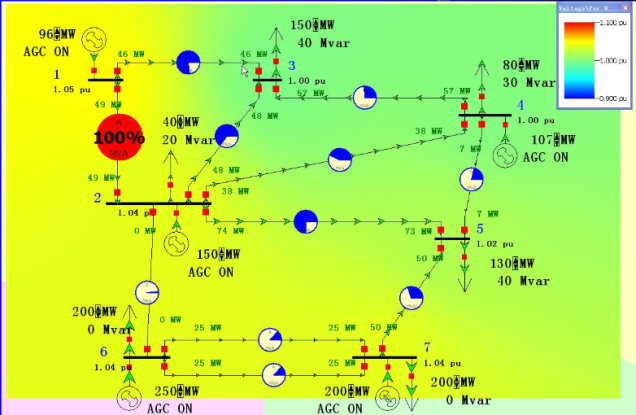 Voltage\Per U...
1.100 pu
1.000 pu
0.900 pu
96 MW
AGC ON
1
1.05 pu
46 MW
46 MW
150 MW
40 Mvar
3
1.00 pu
80 MW
30 Mvar
4
1.00 pu
107 MW
AGC ON
49 MW
100%
MVA
49 MW
40 MW
20 Mvar
48 MW
48 MW
57 MW
57 MW
38 MW
38 MW
7 MW
7 MW
2
1.04 pu
0 MW
74 MW
73 MW
150 MW
AGC ON
5
1.02 pu
50 MW
130 MW
40 Mvar
200 MW
0 Mvar
6
1.04 pu
0 MW
25 MW
25 MW
25 MW
25 MW
50 MW
7
1.04 pu
250 MW
AGC ON
200 MW
AGC ON
200 MW
0 Mvar